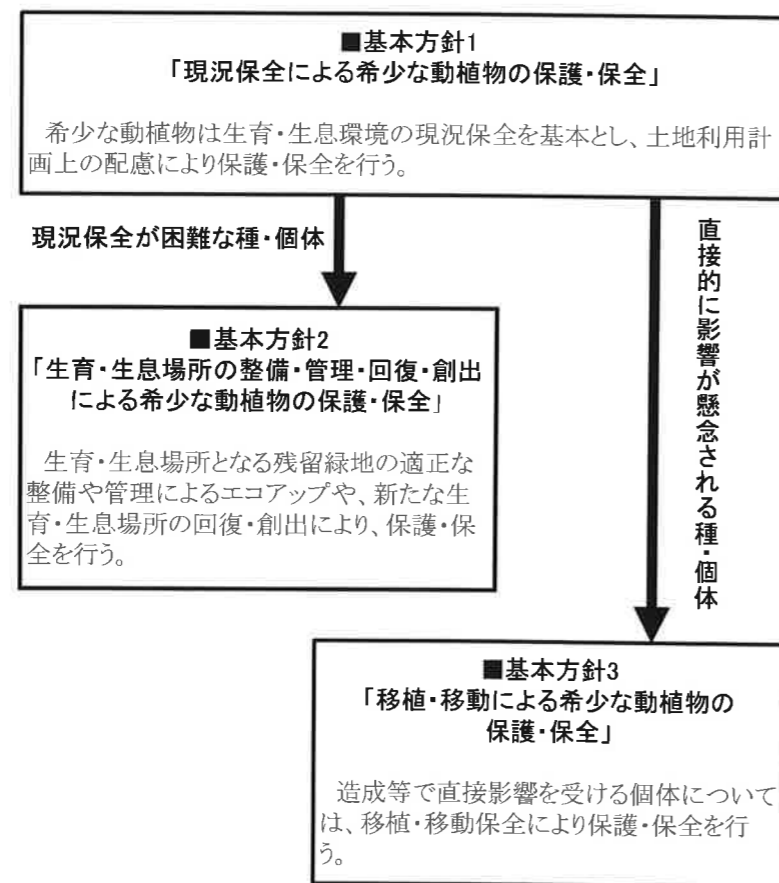 ■基本方針1
「現況保全による希少な動植物の保護・保全」
希少な動植物は生育・生息環境の現況保全を基本とし、土地利用計
画上の配慮により保護・保全を行う。
現況保全が困難な種・個体
直接的に影響が懸念される種・個体
■基本方針2
「生育・生息場所の整備・管理・回復・創出
による希少な動植物の保護・保全」
生育・生息場所となる残留緑地の適正な
整備や管理によるエコアップや、新たな生
育・生息場所の回復・創出により、保護・保
全を行う。
■基本方針3
「移植・移動による希少な動植物の
保護・保全」
造成等で直接影響を受ける個体について
は、移植・移動保全により保護・保全を行
う。